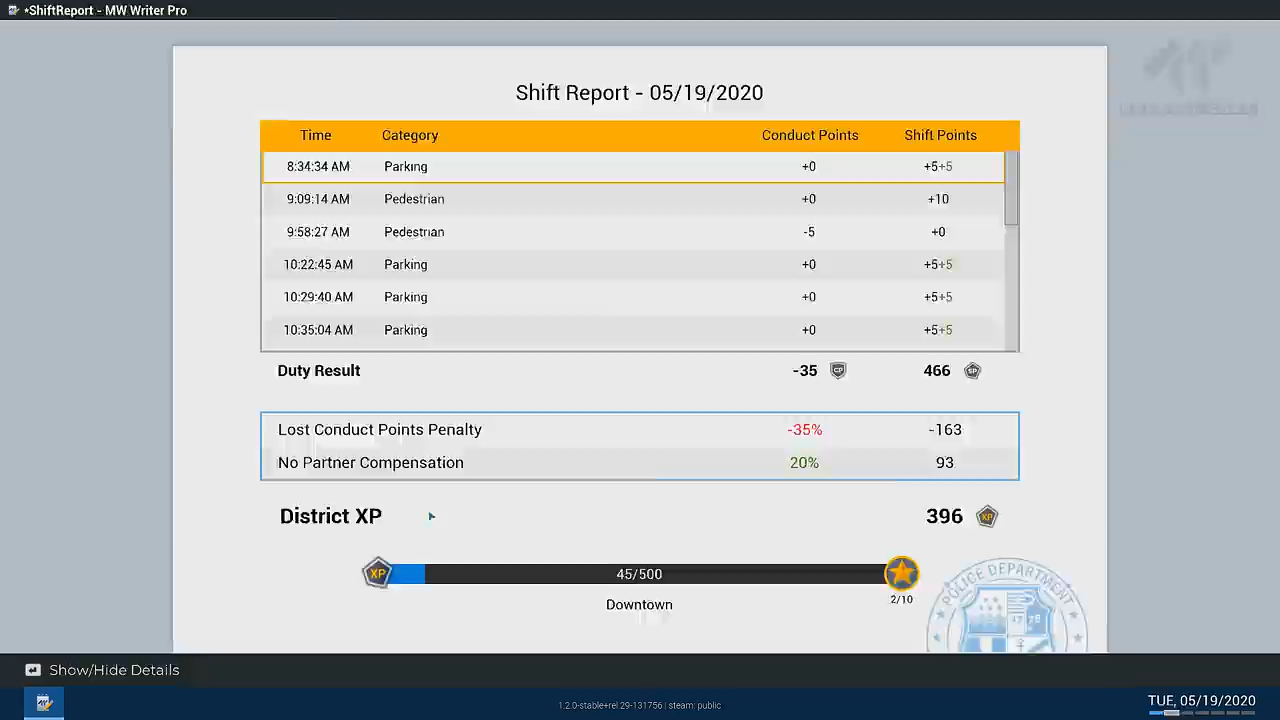 *ShiftReport - MW Writer Pro
Shift Report - 05/19/2020
Time Category Conduct Points Shift Points
8:34:34 AM Parking +0 +5+5
9:09:14 AM Pedestrian +0 +10
9:58:27 AM Pedestrian -5 +0
10:22:45 AM Parking +0 +5+5
10:29:40 AM Parking +0 +5+5
10:35:04 AM Parking +0 +5+5
Duty Result -35 CP 466 SP
Lost Conduct Points Penalty -35% -163
No Partner Compensation 20% 93
District XP 396 XP
XP 45/500
2/10
Downtown
POLICE DEPARTMENT
1778
Show/Hide Details
1.2.0-stable+rel 29-131756 | steam: public
TUE, 05/19/2020